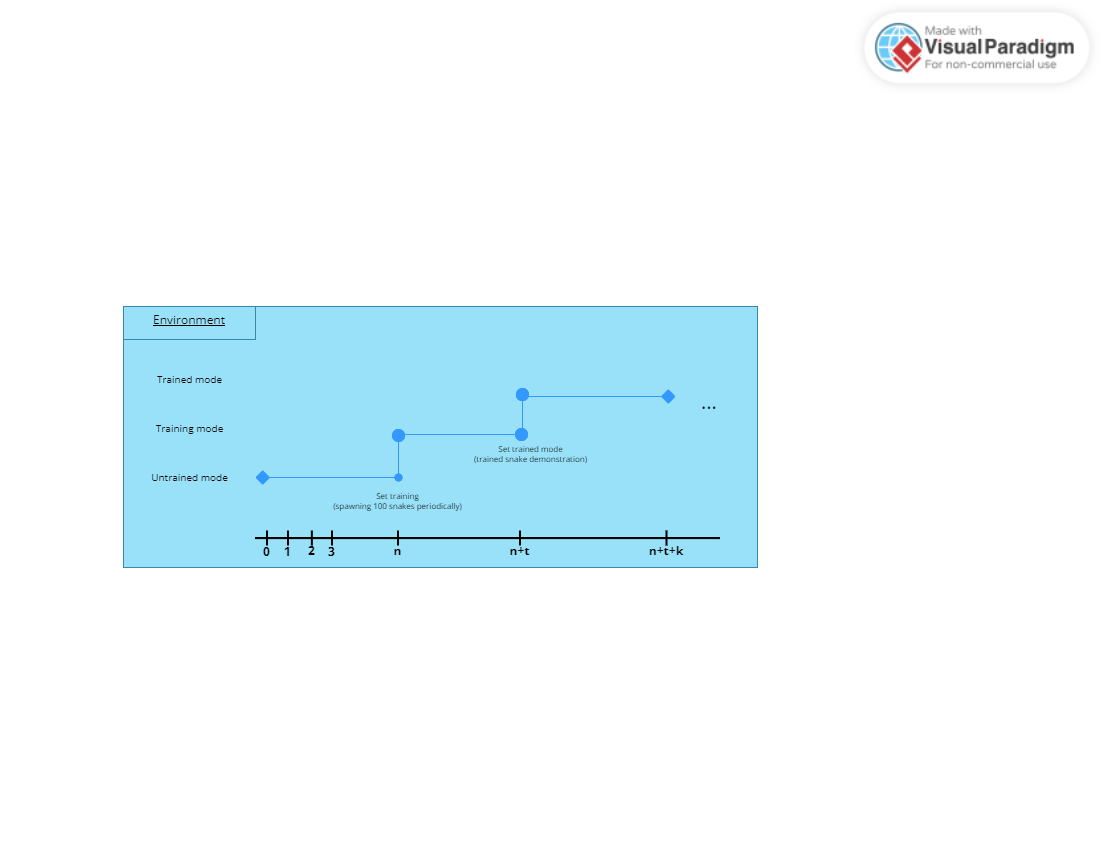 Made with
Visual Paradigm
For non-commercial use
Environment
Trained mode
...
Training mode
Set trained mode
(trained snake demonstration)
Untrained mode
Set training
(spawning 100 snakes periodically)
0 1 2 3 n n+t n+t+k